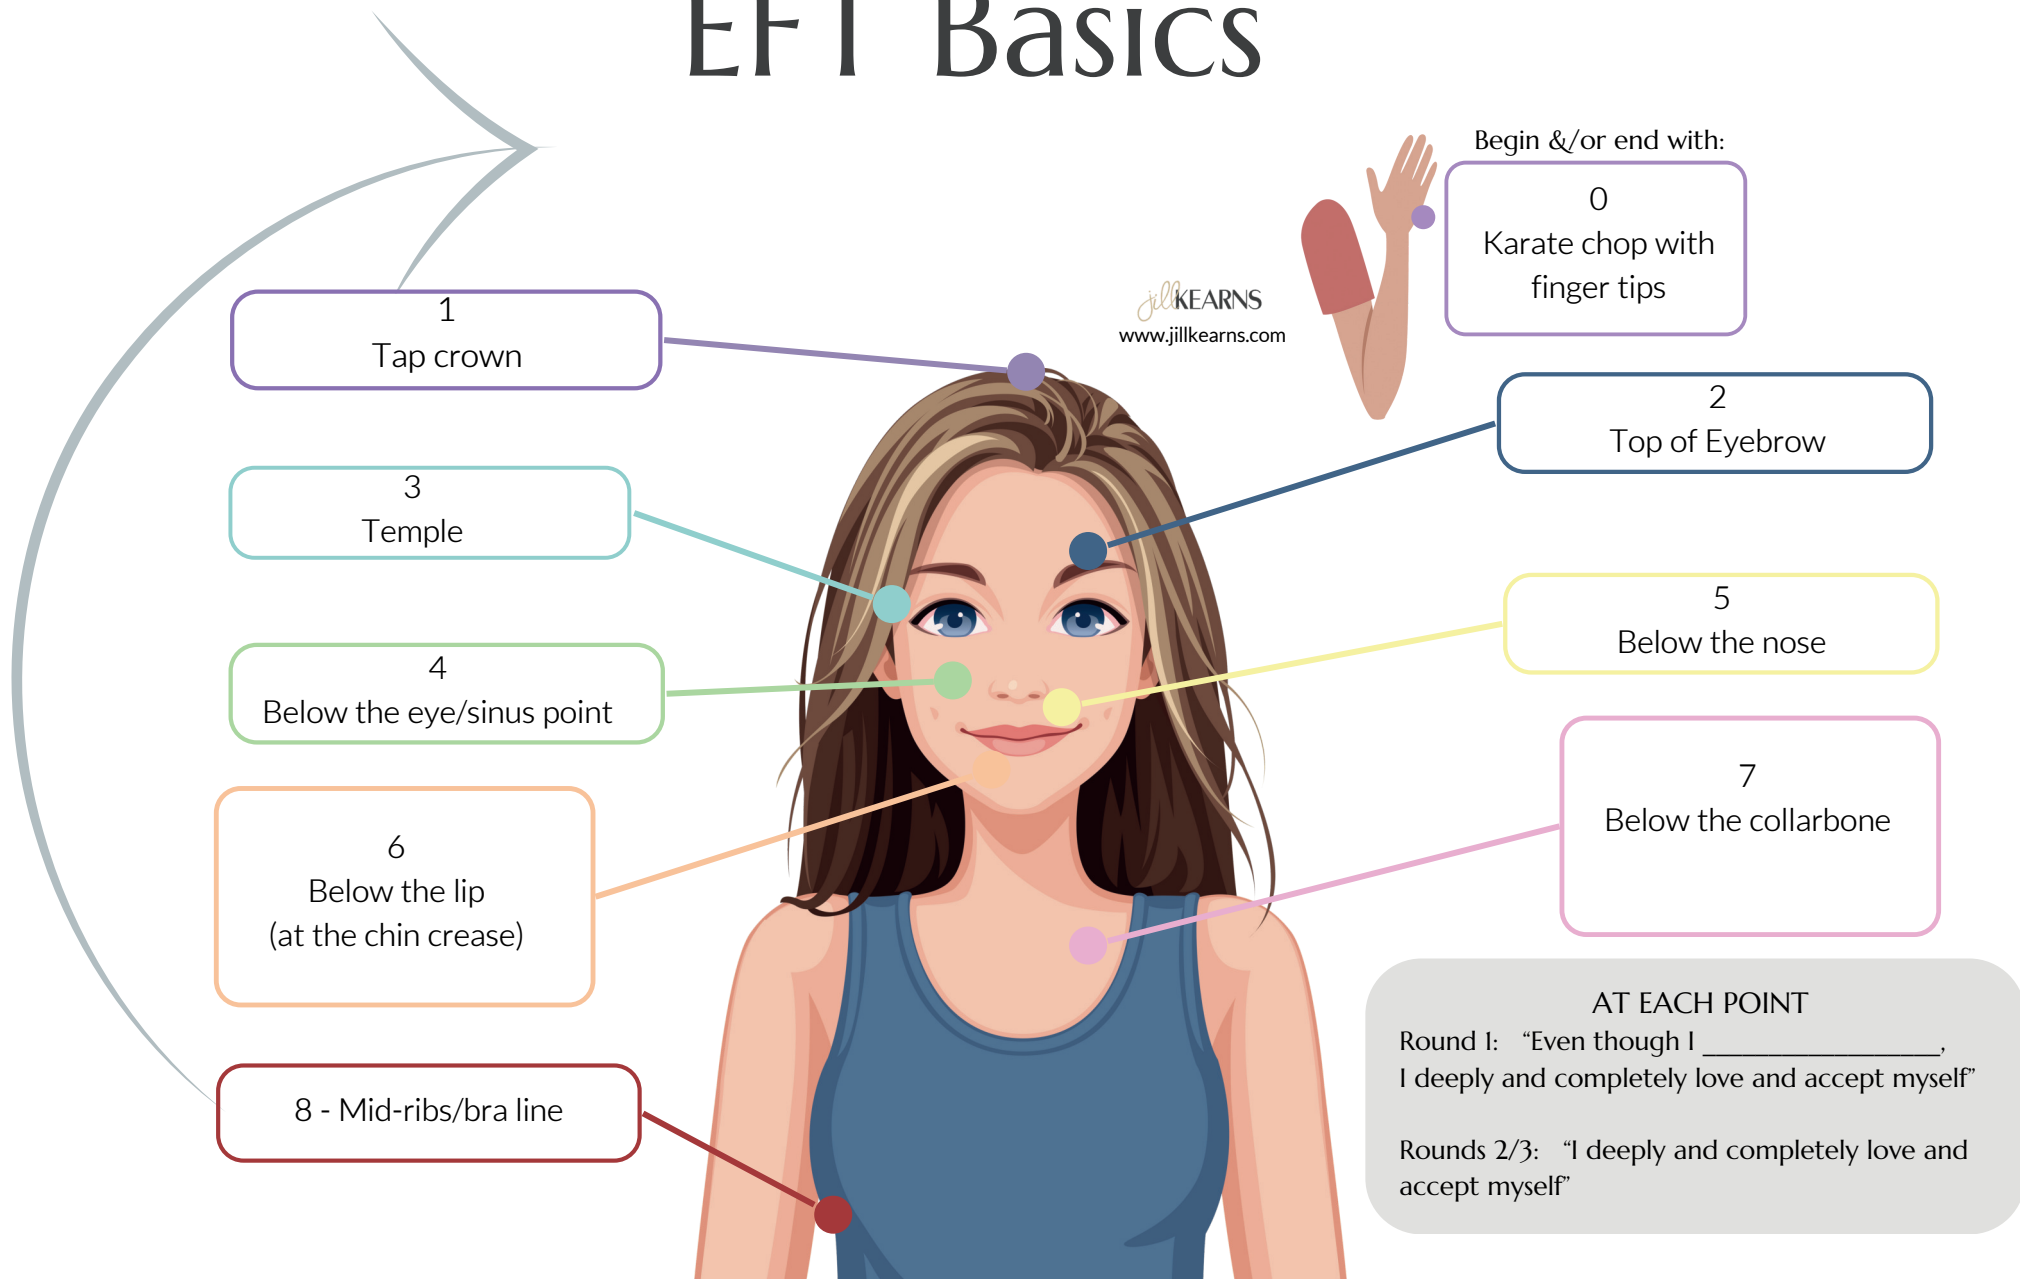 EFT Basics
Begin &/or end with:
0
Karate chop with
finger tips
jillKEARNS
www.jillkearns.com
1
Tap crown
2
Top of Eyebrow
3
Temple
4
Below the eye/sinus point
5
Below the nose
6
Below the lip
(at the chin crease)
7
Below the collarbone
8 - Mid-ribs/bra line
AT EACH POINT
Round 1: “Even though I __________________,
I deeply and completely love and accept myself”
Rounds 2/3: “I deeply and completely love and
accept myself”